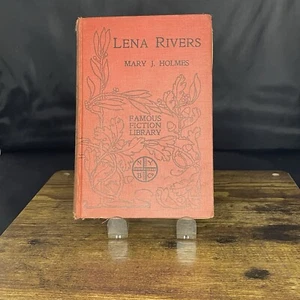 LENA RIVERS
MARY J. HOLMES
FAMOUS
FICTION
LIBRARY
N Y
B C